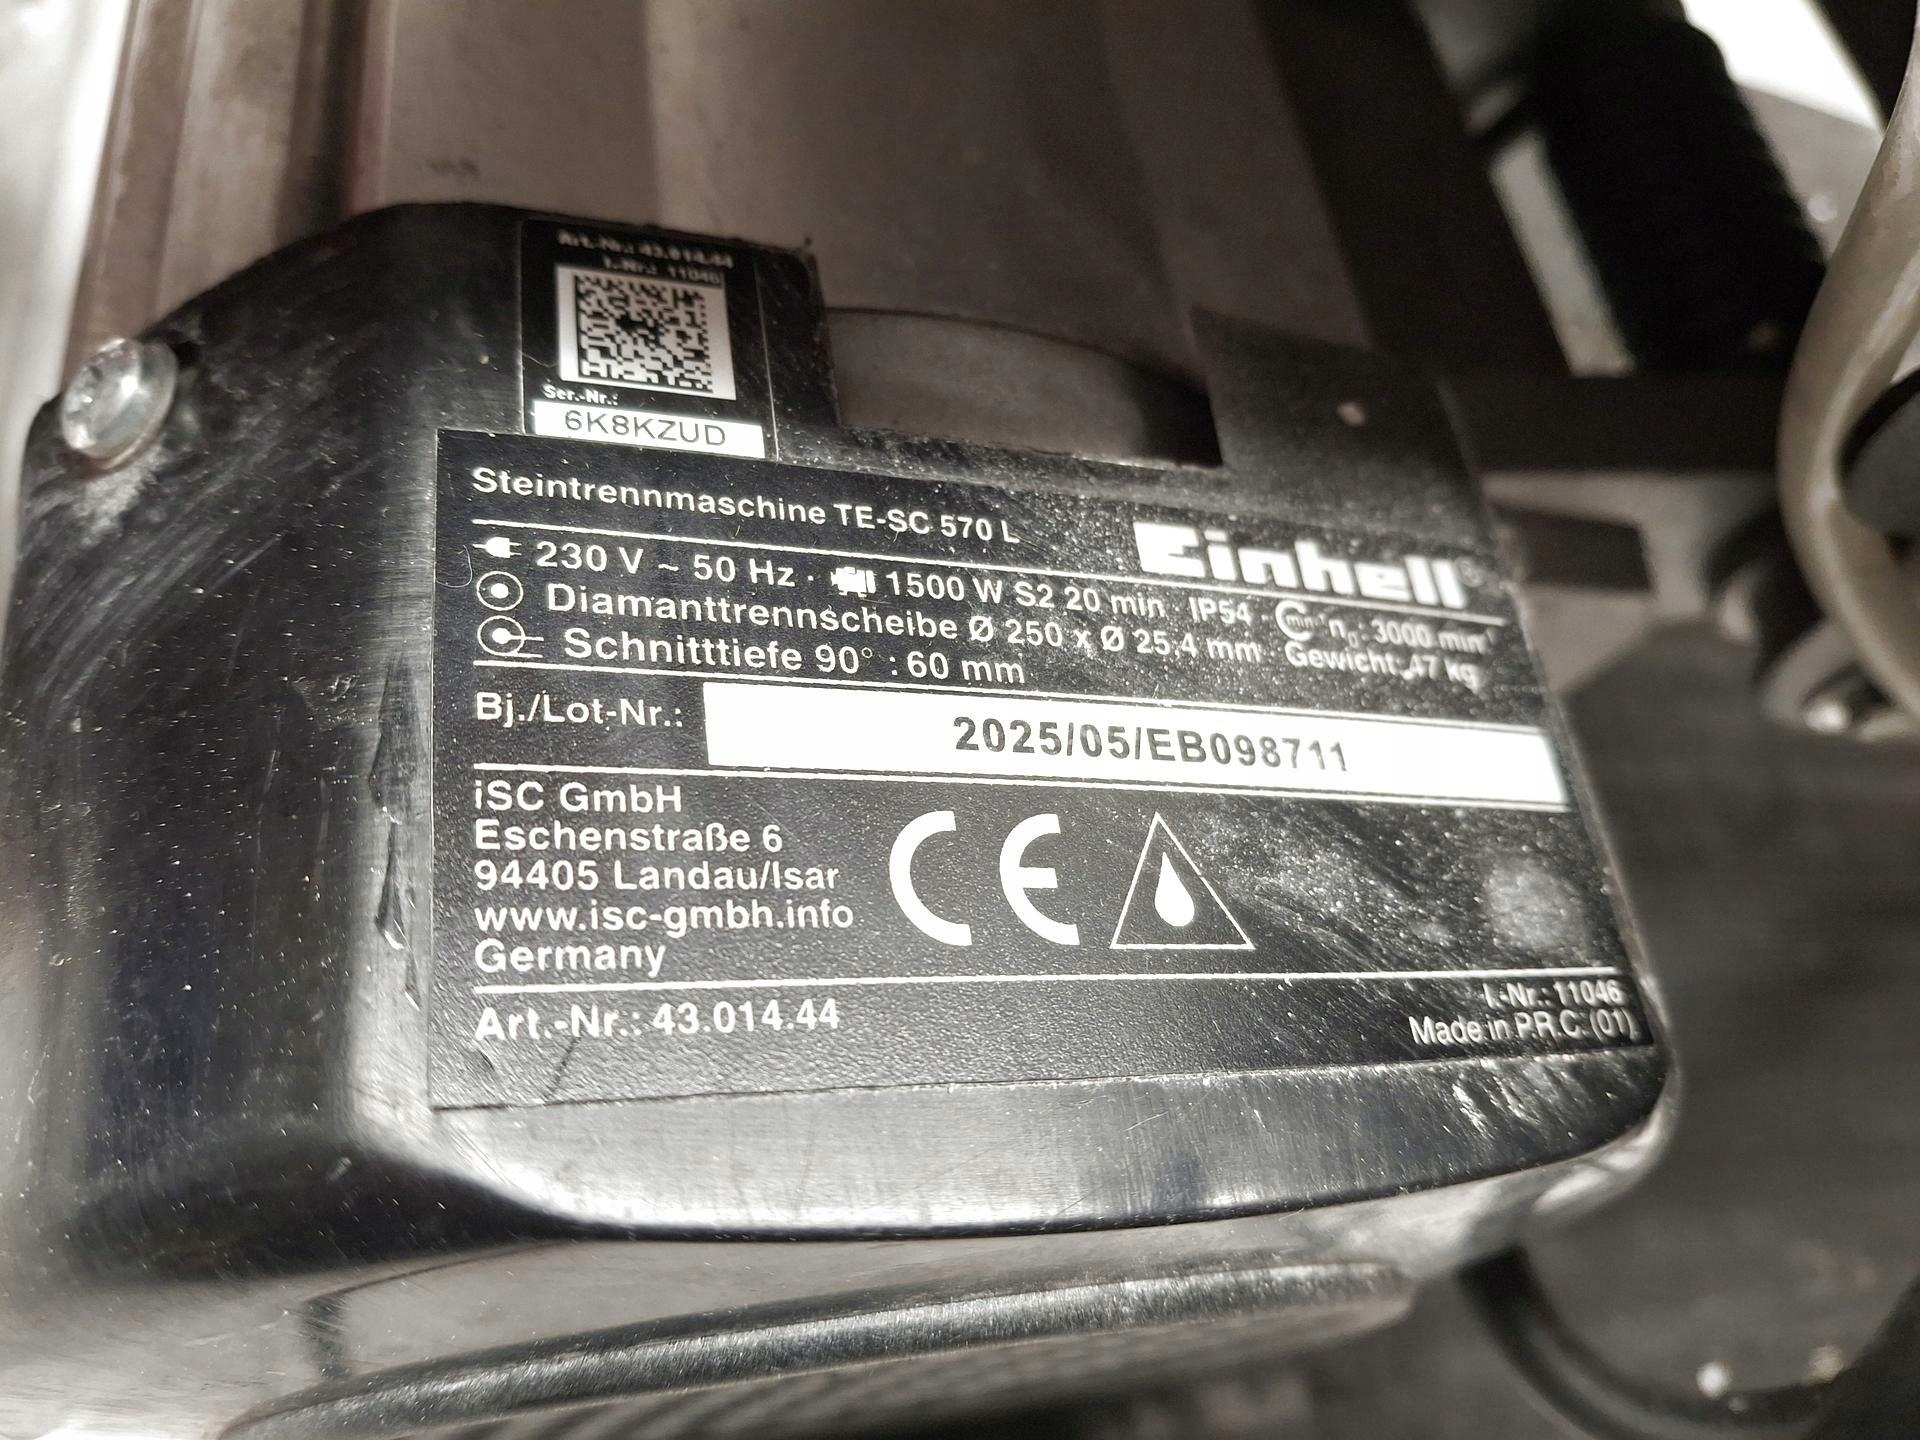 Art.-Nr.: 43.014.44
I.-Nr.: 11046
Ser.-Nr.:
6K8KZUD
Steintrennmaschine TE-SC 570 L
Einhell®
230 V ~ 50 Hz · 1500 W S2 20 min IP54 · n₀: 3000 min⁻¹
Diamanttrennscheibe Ø 250 x Ø 25,4 mm · Gewicht: 47 kg
Schnitttiefe 90° : 60 mm
Bj./Lot-Nr.: 2025/05/EB098711
iSC GmbH
Eschenstraße 6
94405 Landau/Isar
www.isc-gmbh.info
Germany
CE
Art.-Nr.: 43.014.44
I.-Nr.: 11046
Made in P.R.C. (01)